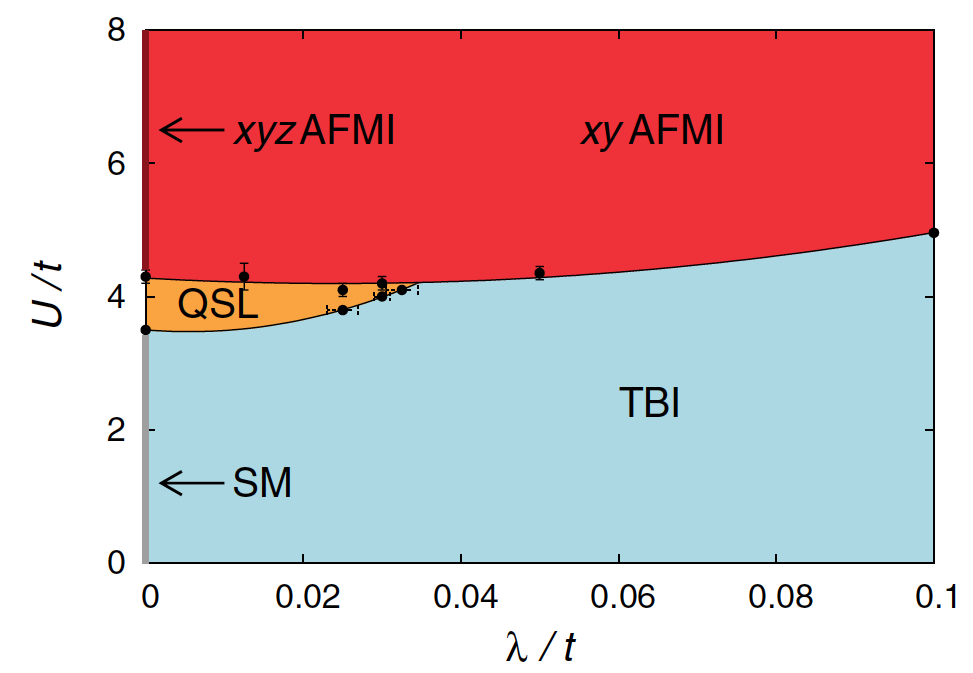 8
xyz AFMI
xy AFMI
6
U / t
4
QSL
TBI
2
SM
0
0
0.02
0.04
0.06
0.08
0.1
λ / t